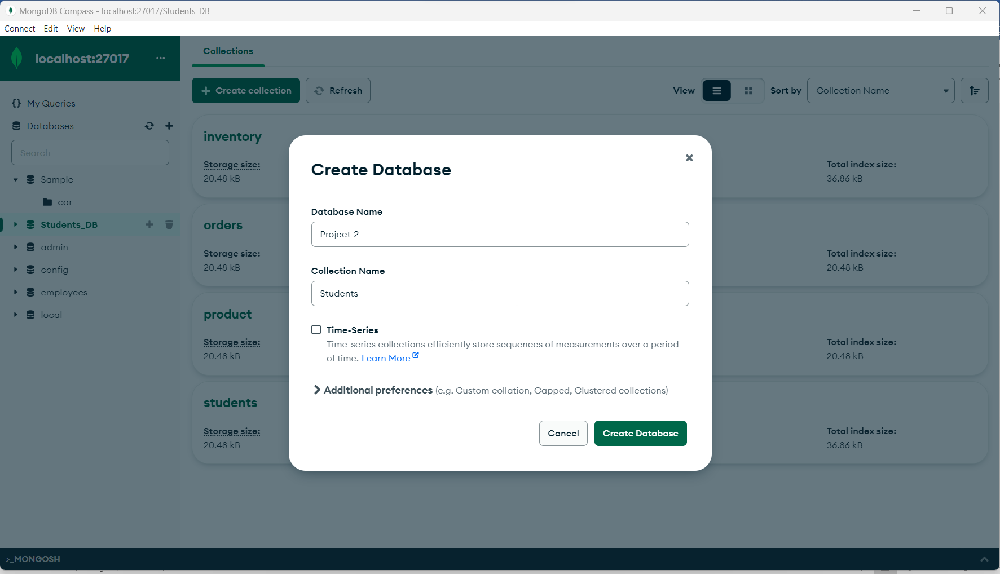 MongoDB Compass - localhost:27017/Students_DB
Connect Edit View Help
localhost:27017 ...
Collections
+ Create collection Refresh View Sort by Collection Name
{} My Queries
Databases
Search
Sample
car
Students_DB
admin
config
employees
local
inventory
Storage size: Total index size:
20.48 kB 36.86 kB
orders
Storage size: Total index size:
20.48 kB 20.48 kB
product
Storage size: Total index size:
20.48 kB 20.48 kB
students
Storage size: Total index size:
20.48 kB 36.86 kB
Create Database
Database Name
Project-2
Collection Name
Students
Time-Series
Time-series collections efficiently store sequences of measurements over a period
of time. Learn More
Additional preferences (e.g. Custom collation, Capped, Clustered collections)
Cancel Create Database
>_MONGOSH